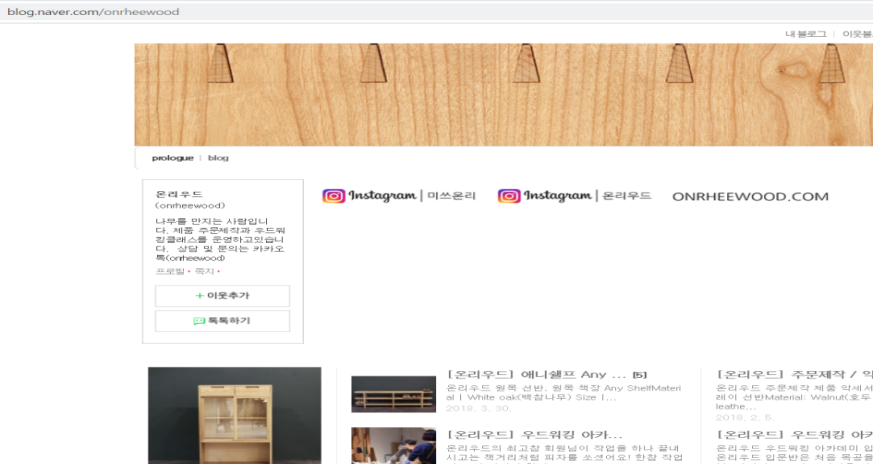 blog.naver.com/onrheewood
내 블로그 | 이웃블
prologue | blog
온리우드
(onrheewood)
나무를 만지는 사람입니
다. 제품 주문제작과 우드워
킹클래스를 운영하고있습니
다. 상담 및 문의는 카카오
톡(onrheewood)
프로필 쪽지
+ 이웃추가
톡톡하기
Instagram | 미쓰온리
Instagram | 온리우드
ONRHEEWOOD.COM
[온리우드] 애니쉘프 Any ... [5]
온리우드 원목 선반, 원목 책장 Any ShelfMateri
al | White oak(백참나무) Size |...
2018. 3. 30.
[온리우드] 우드워킹 아카...
온리우드의 최고참 회원님이 작업을 하나 끝내
시고는 책거리처럼 피자를 쏘셨어요! 한참 작업
[온리우드] 주문제작 /
온리우드 주문제작 제품 악세서
레이 선반Material: Walnut(호두
leathe...
2018. 2. 5.
[온리우드] 우드워킹 아카
온리우드 우드워킹 아카데미 입
온리우드 입문반은 처음 목공을